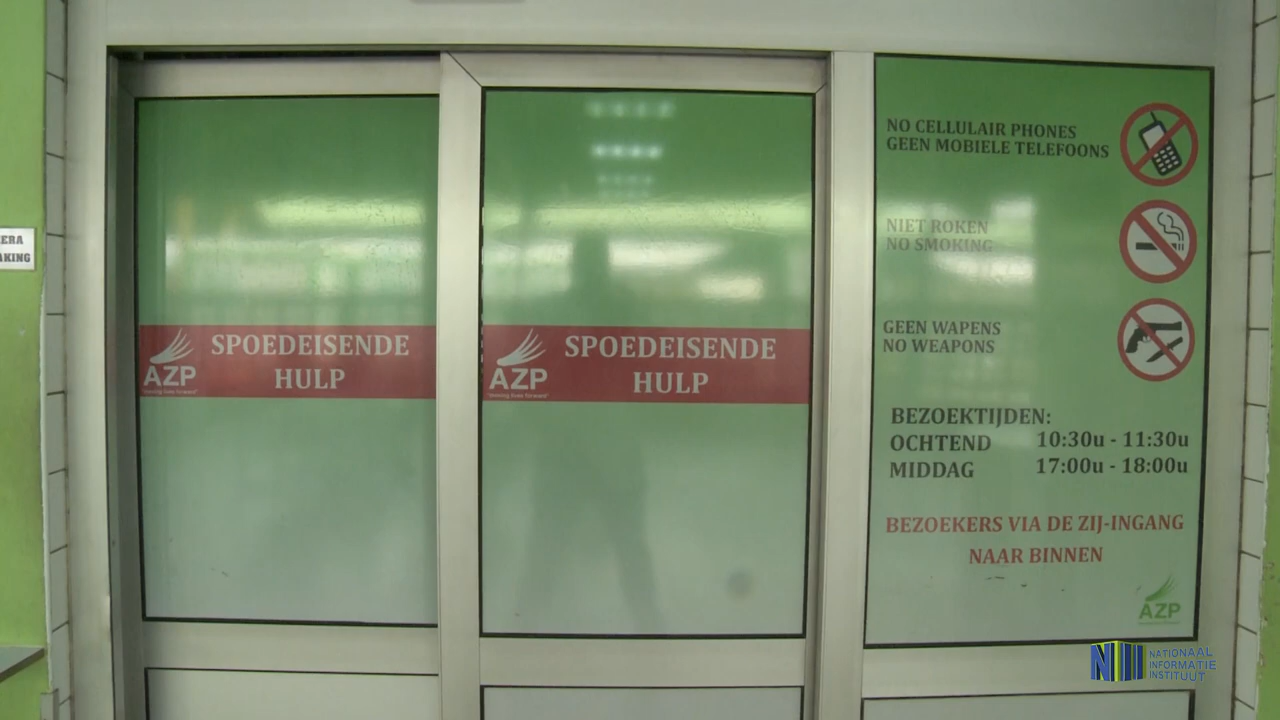 ERA
AKING
SPOEDEISENDE
HULP
AZP
SPOEDEISENDE
HULP
AZP
NO CELLULAIR PHONES
GEEN MOBIELE TELEFOONS
NIET ROKEN
NO SMOKING
GEEN WAPENS
NO WEAPONS
BEZOEKTIJDEN:
OCHTEND 10:30u - 11:30u
MIDDAG 17:00u - 18:00u
BEZOEKERS VIA DE ZIJ-INGANG
NAAR BINNEN
AZP
NATIONAAL
INFORMATIE
INSTITUUT